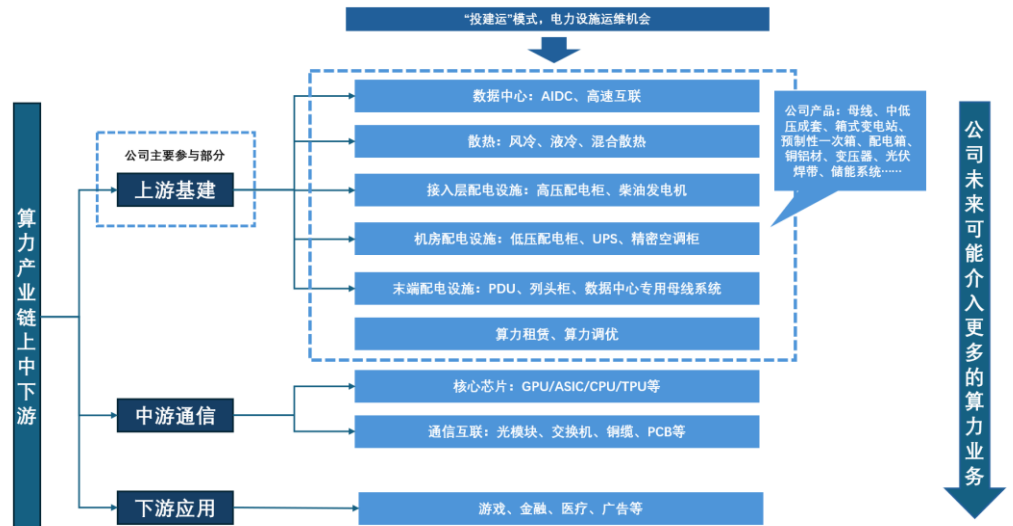 “投建运”模式，电力设施运维机会
算力产业链上中下游
公司主要参与部分
上游基建
数据中心：AIDC、高速互联
散热：风冷、液冷、混合散热
接入层配电设施：高压配电柜、柴油发电机
机房配电设施：低压配电柜、UPS、精密空调柜
末端配电设施：PDU、列头柜、数据中心专用母线系统
算力租赁、算力调优
公司产品：母线、中低
压成套、箱式变电站、
预制性一次箱、配电箱、
铜铝材、变压器、光伏
焊带、储能系统……
中游通信
核心芯片：GPU/ASIC/CPU/TPU等
通信互联：光模块、交换机、铜缆、PCB等
下游应用
游戏、金融、医疗、广告等
公司未来可能介入更多的算力业务